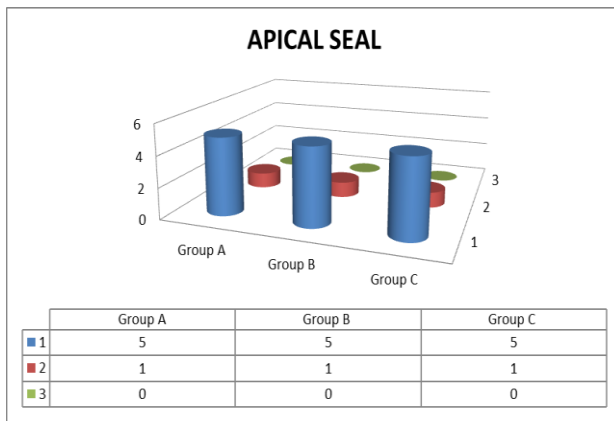 APICAL SEAL
6
4
2
0
3
2
1
Group A
Group B
Group C
Group A Group B Group C
1 5 5 5
2 1 1 1
3 0 0 0